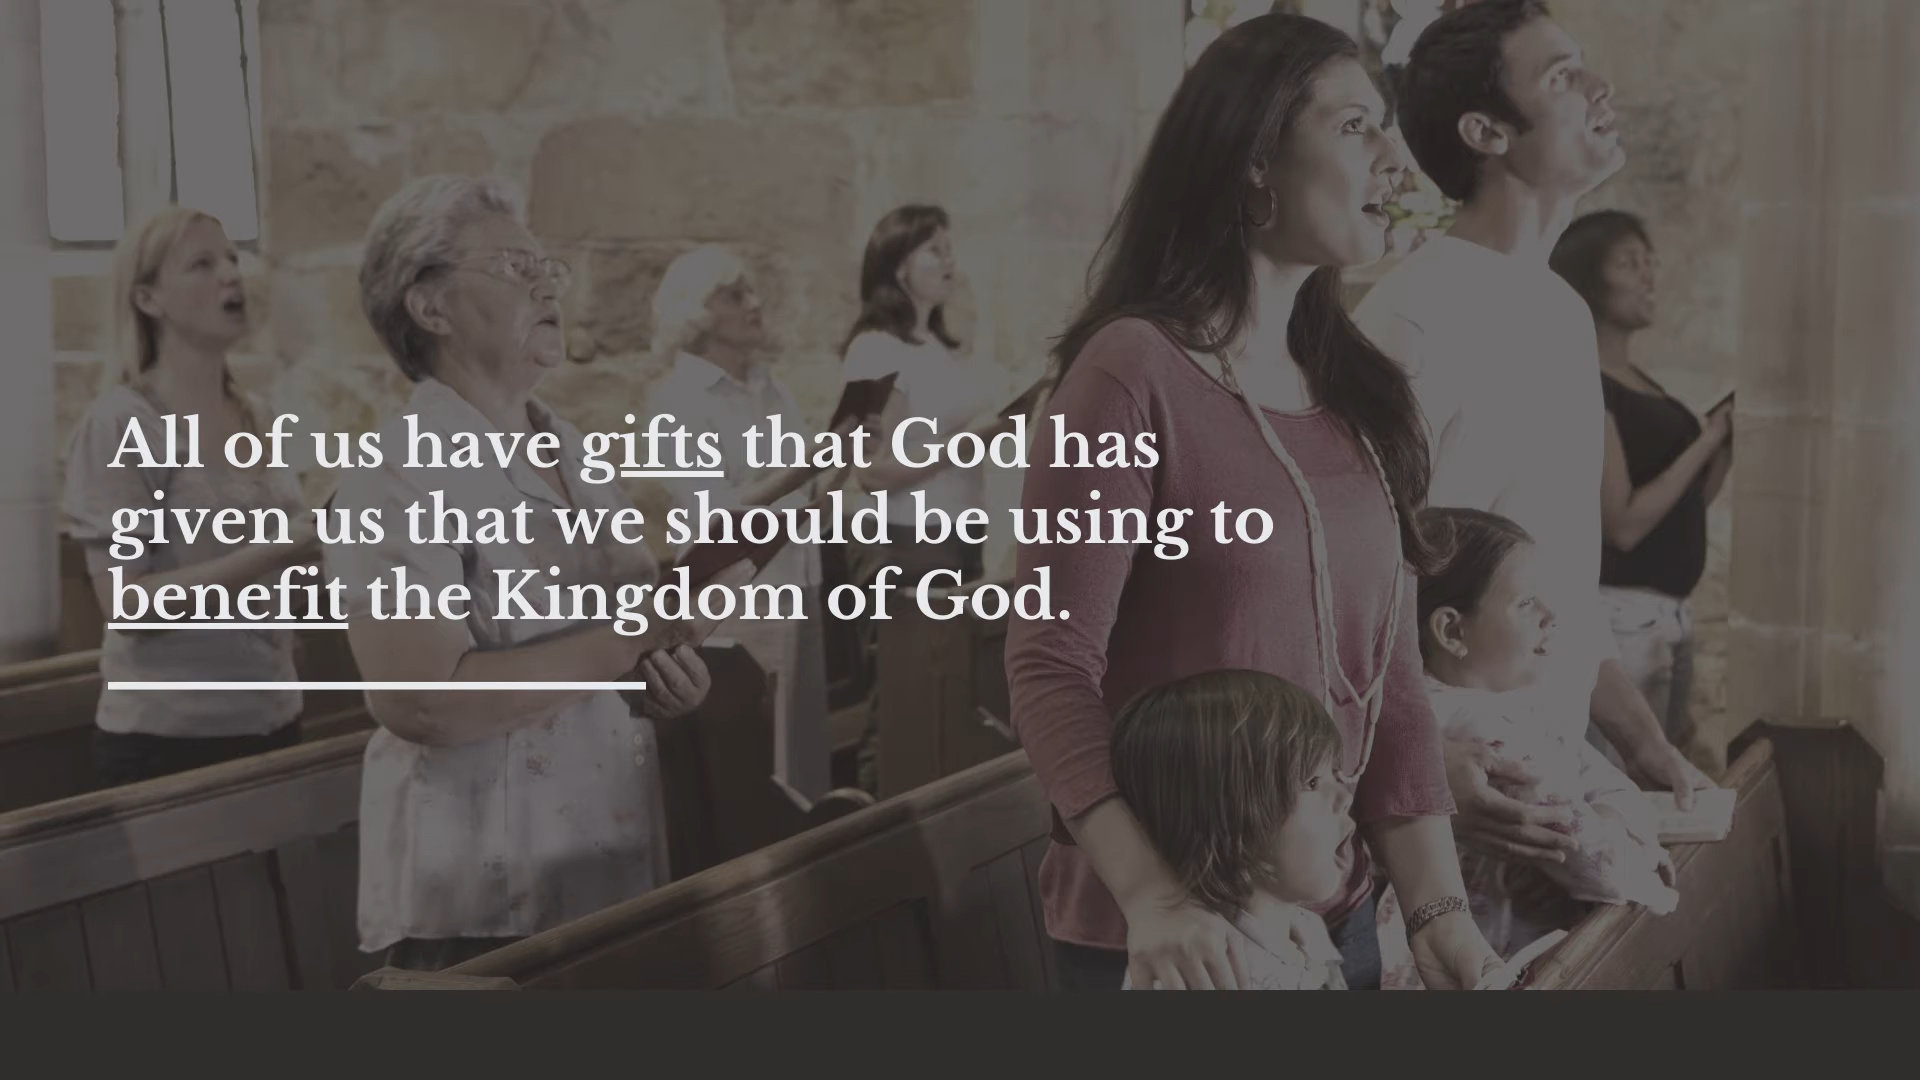 All of us have gifts that God has
given us that we should be using to
benefit the Kingdom of God.